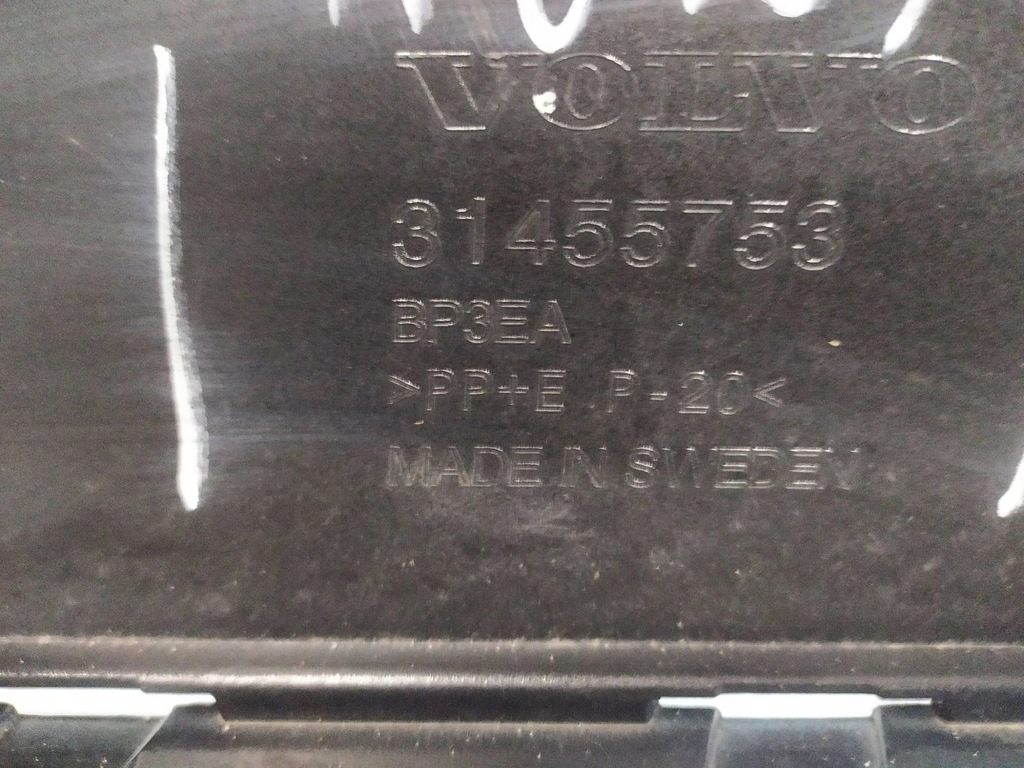 VOLVO
31455753
BP3EA
>PP+E P-20<
MADE IN SWEDEN